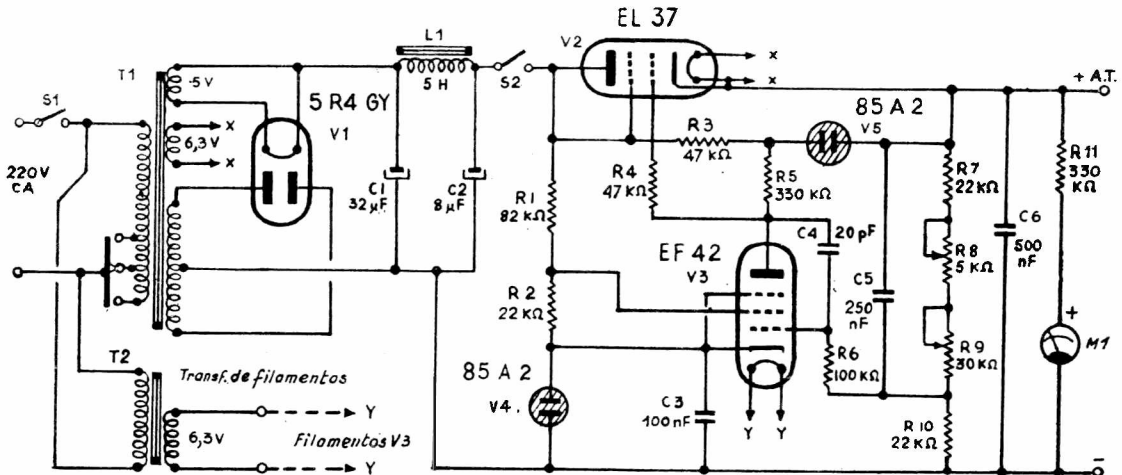 EL 37
V2
X
X
L1
5 H
S2
T1
5V
6,3V
X
X
S1
220V
CA
5 R4 GY
V1
C1
32 µF
C2
8 µF
R1
82 KΩ
R2
22 KΩ
R3
47 KΩ
R4
47 KΩ
R5
330 KΩ
85 A 2
V5
+ A.T.
R7
22 KΩ
R11
330
KΩ
C4
20 pF
EF 42
V3
C5
250
nF
R8
5 KΩ
C6
500
nF
R6
100 KΩ
R9
30 KΩ
+
M1
85 A 2
V4.
C3
100 nF
Y
Y
R10
22 KΩ
−
T2
Transf. de filamentos
6,3V
Y
Filamentos V3
Y